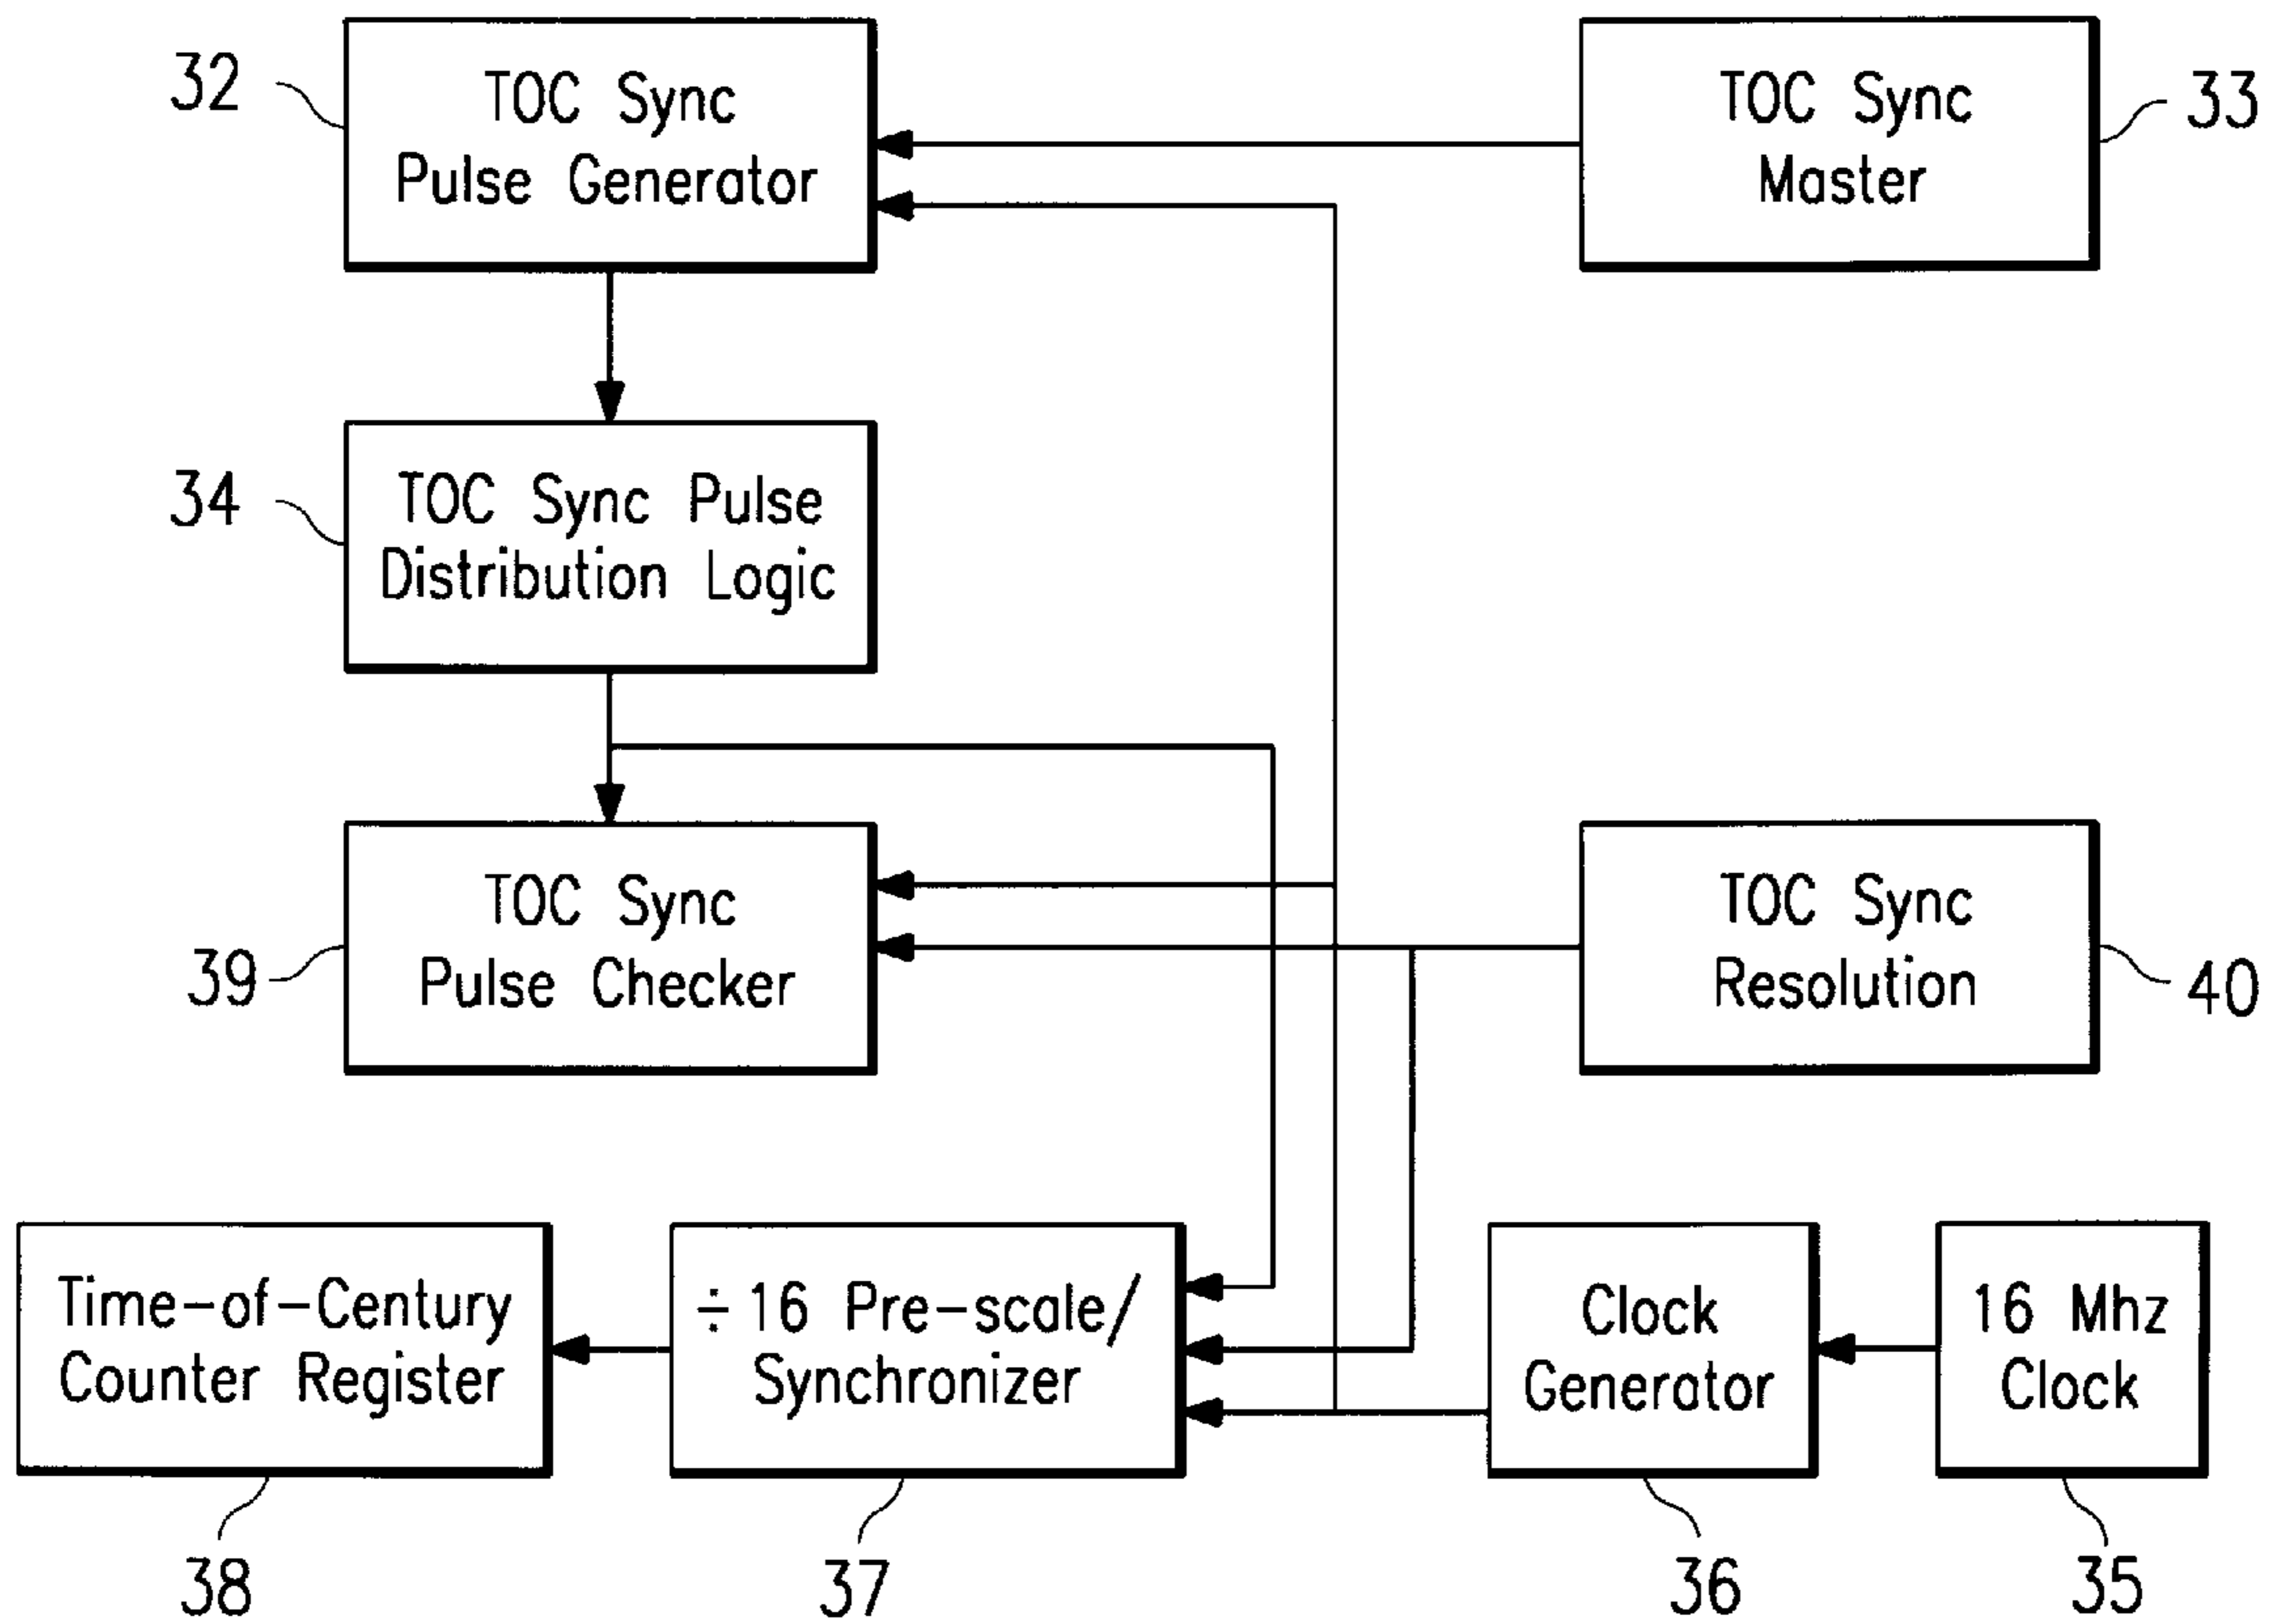 32
TOC Sync
Pulse Generator
TOC Sync
Master
33
34
TOC Sync Pulse
Distribution Logic
39
TOC Sync
Pulse Checker
TOC Sync
Resolution
40
Time-of-Century
Counter Register
÷16 Pre-scale/
Synchronizer
Clock
Generator
16 Mhz
Clock
38
37
36
35